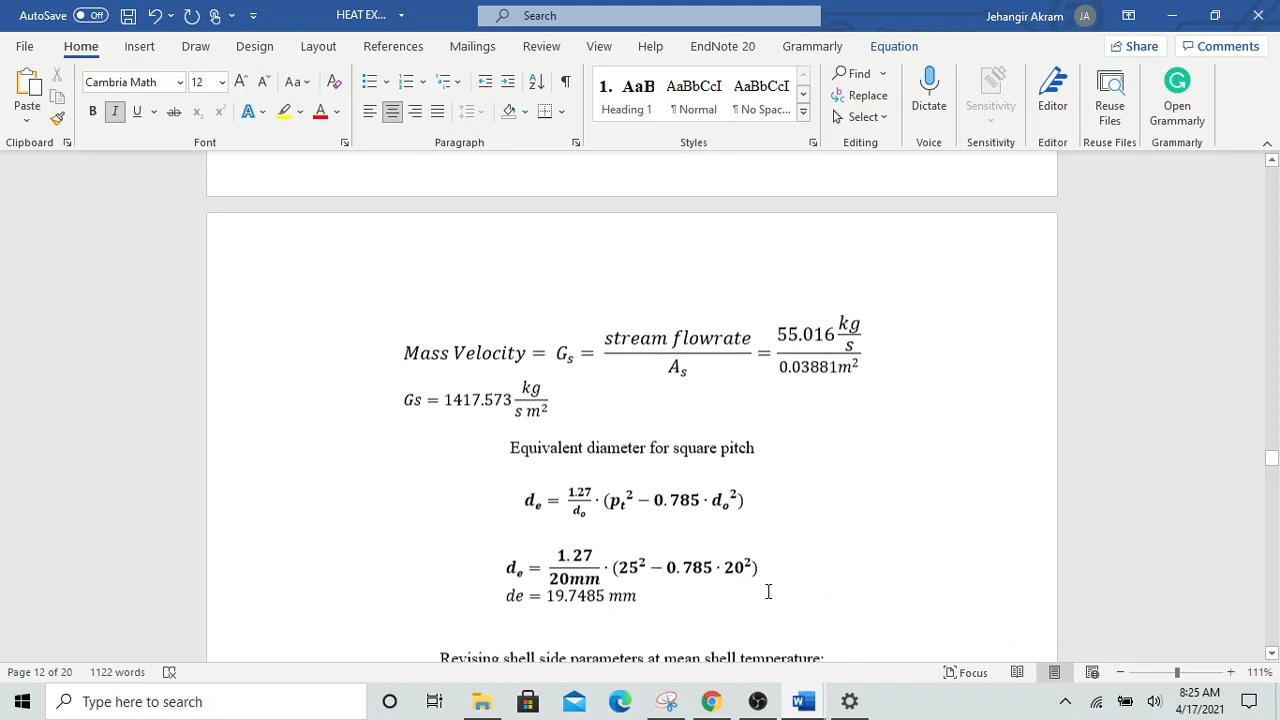 AutoSave Off HEAT EX... Search Jehangir Akram JA
File Home Insert Draw Design Layout References Mailings Review View Help EndNote 20 Grammarly Equation Share Comments
Paste Cambria Math 12 A A Aa 1. AaB AaBbCcI AaBbCcI Find Replace Select Dictate Sensitivity Editor Reuse Files Open Grammarly
B I U ab x₂ x² A A Heading 1 ¶ Normal ¶ No Spac...
Clipboard Font Paragraph Styles Editing Voice Sensitivity Editor Reuse Files Grammarly
Mass Velocity = G_s = stream flowrate / A_s = 55.016 kg/s / 0.03881m²
Gs = 1417.573 kg / s m²
Equivalent diameter for square pitch
d_e = 1.27/d_o · (p_t² − 0.785 · d_o²)
d_e = 1.27/20mm · (25² − 0.785 · 20²)
de = 19.7485 mm
Revising shell side parameters at mean shell temperature:
Page 12 of 20 1122 words Focus 111%
Type here to search 8:25 AM
4/17/2021